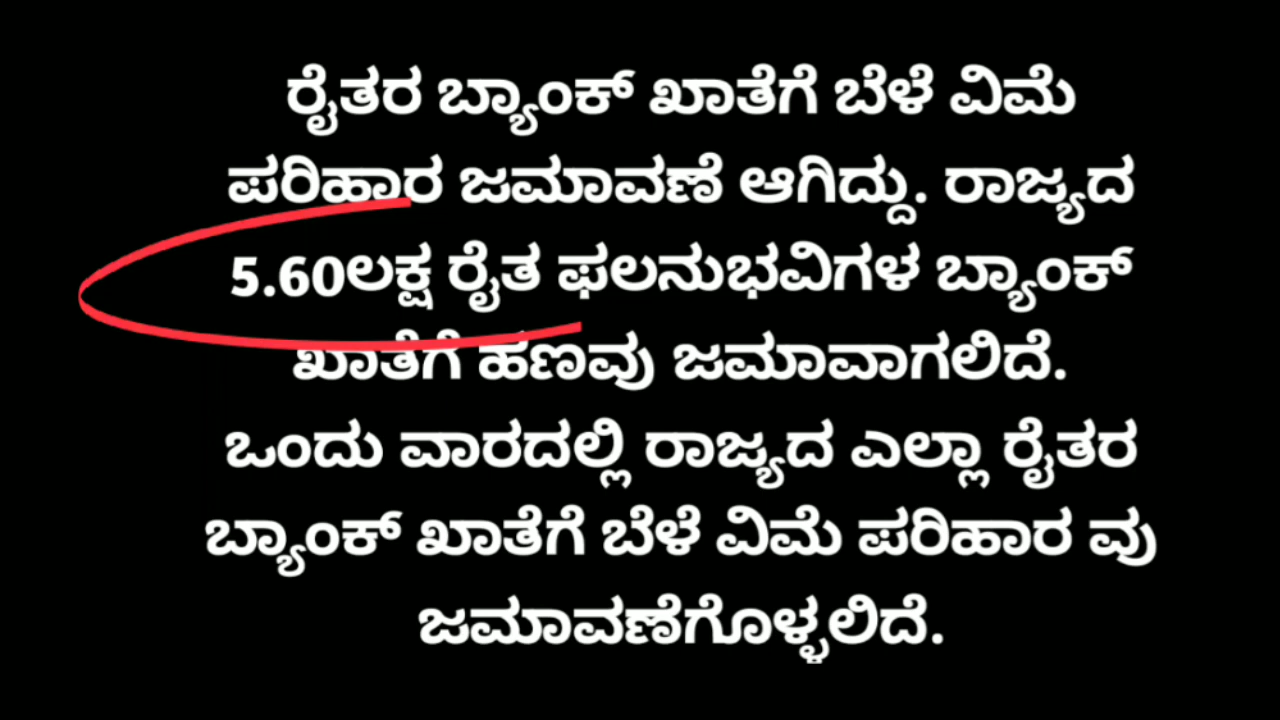 ರೈತರ ಬ್ಯಾಂಕ್ ಖಾತೆಗೆ ಬೆಳೆ ವಿಮೆ
ಪರಿಹಾರ ಜಮಾವಣೆ ಆಗಿದ್ದು. ರಾಜ್ಯದ
5.60ಲಕ್ಷ ರೈತ ಫಲನುಭವಿಗಳ ಬ್ಯಾಂಕ್
ಖಾತೆಗೆ ಹಣವು ಜಮಾವಾಗಲಿದೆ.
ಒಂದು ವಾರದಲ್ಲಿ ರಾಜ್ಯದ ಎಲ್ಲಾ ರೈತರ
ಬ್ಯಾಂಕ್ ಖಾತೆಗೆ ಬೆಳೆ ವಿಮೆ ಪರಿಹಾರ ವು
ಜಮಾವಣೆಗೊಳ್ಳಲಿದೆ.